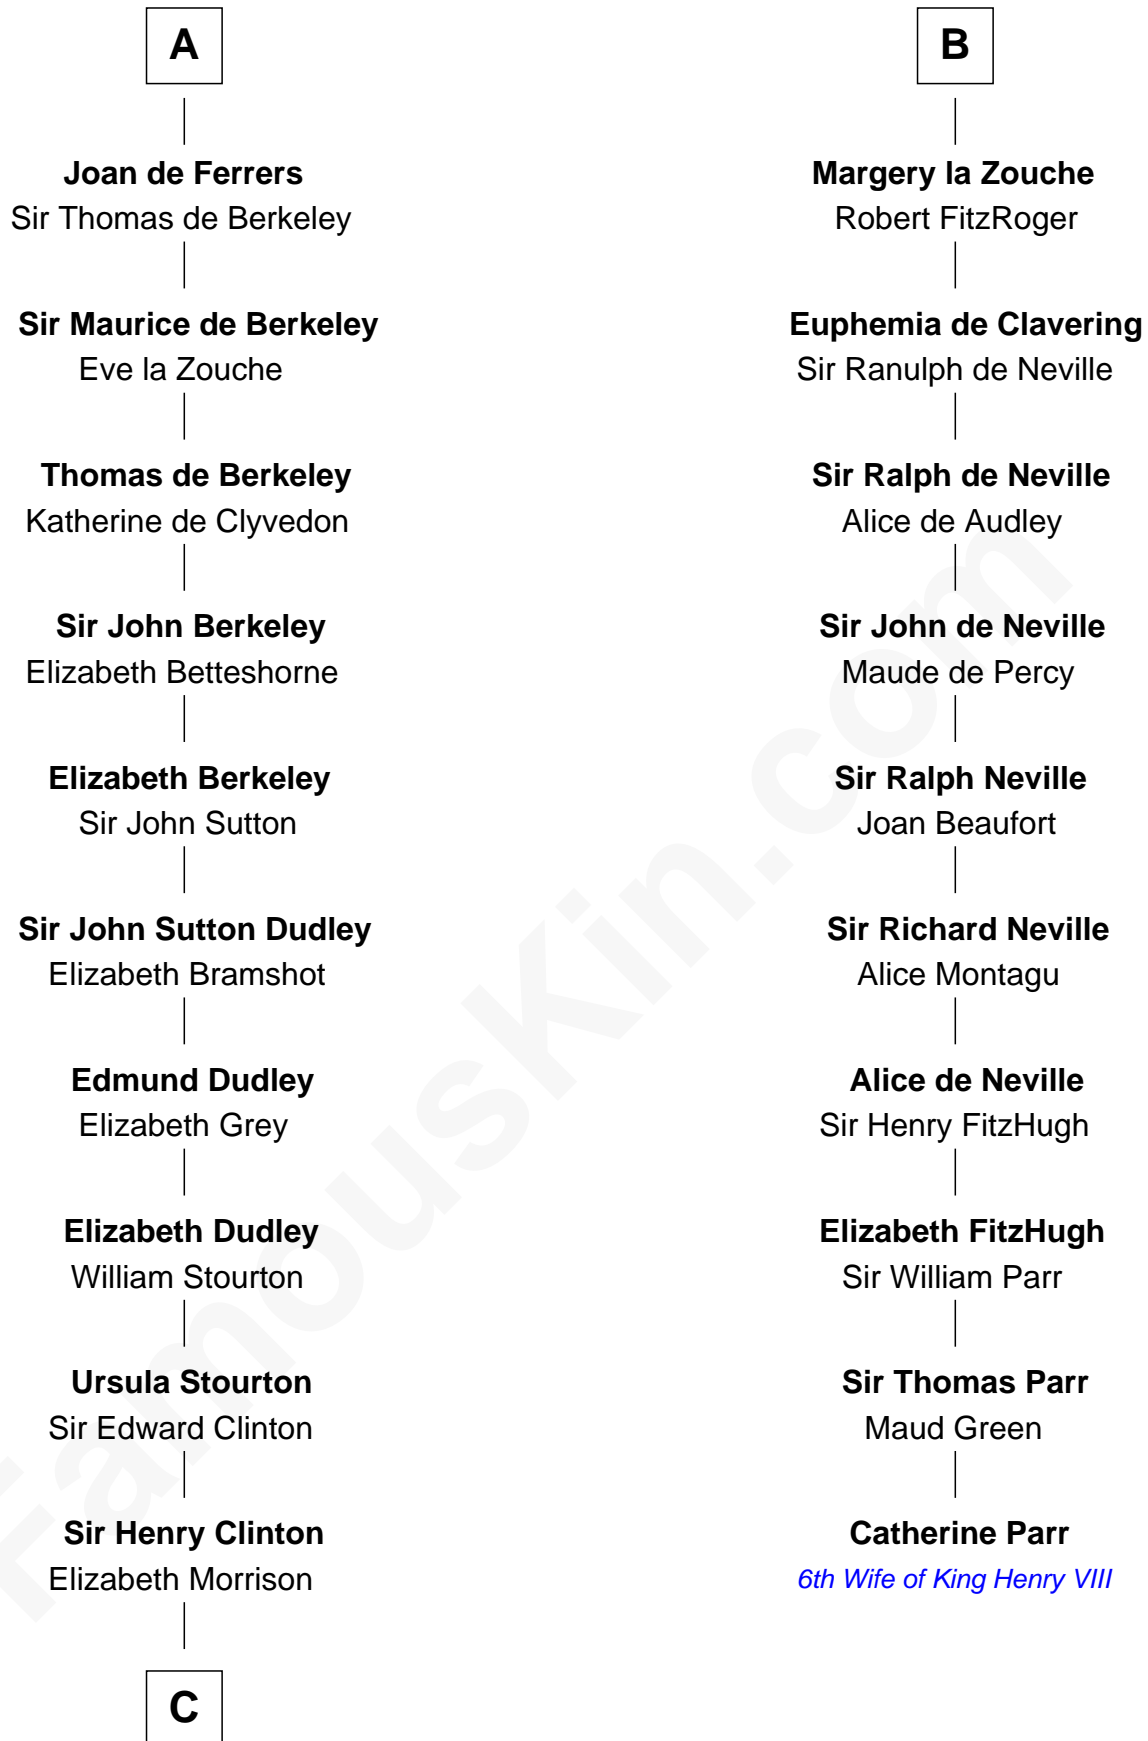 A
Joan de Ferrers
Sir Thomas de Berkeley
Sir Maurice de Berkeley
Eve la Zouche
Thomas de Berkeley
Katherine de Clyvedon
Sir John Berkeley
Elizabeth Betteshorne
Elizabeth Berkeley
Sir John Sutton
Sir John Sutton Dudley
Elizabeth Bramshot
Edmund Dudley
Elizabeth Grey
Elizabeth Dudley
William Stourton
Ursula Stourton
Sir Edward Clinton
Sir Henry Clinton
Elizabeth Morrison
C
B
Margery la Zouche
Robert FitzRoger
Euphemia de Clavering
Sir Ranulph de Neville
Sir Ralph de Neville
Alice de Audley
Sir John de Neville
Maude de Percy
Sir Ralph Neville
Joan Beaufort
Sir Richard Neville
Alice Montagu
Alice de Neville
Sir Henry FitzHugh
Elizabeth FitzHugh
Sir William Parr
Sir Thomas Parr
Maud Green
Catherine Parr
6th Wife of King Henry VIII
FamousKin.com